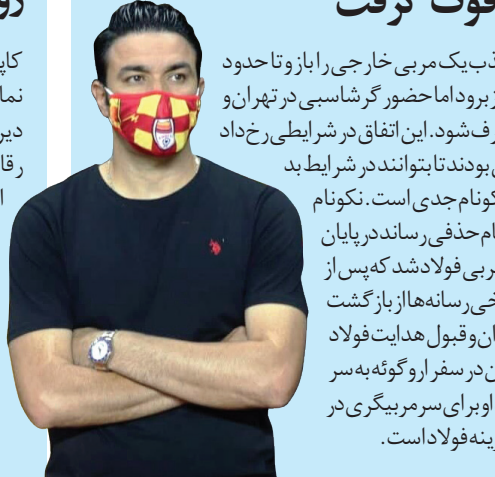 فوت گرفت
ذب یک مربی خارجی را باز و تا حدود
برود اما حضور گرشاسبی در تهران و
رف شود. این اتفاق در شرایطی رخ داد
بودند تا بتوانند در شرایط بد
کونام جدی است. نکونام
ام حذفی رساند در پایان
ربی فولاد شد که پس از
خی رسانه‌ها از بازگشت
ان و قبول هدایت فولاد
ن در سفر اروگوئه به سر
او برای سرمربیگری در
ینه فولاد است.
رو
کاپ
نما
دیر
رقا
ا